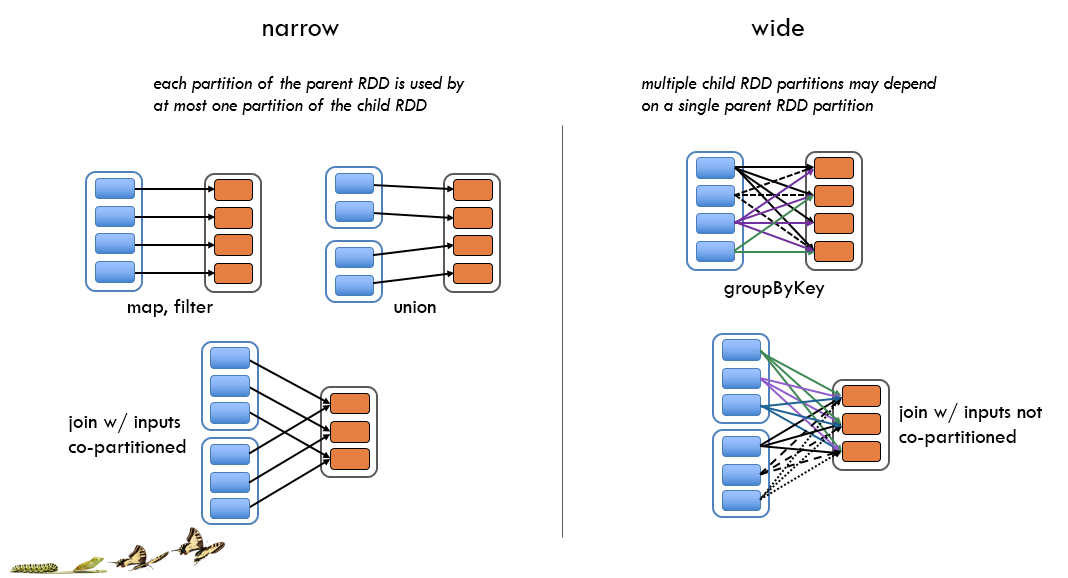 narrow
each partition of the parent RDD is used by
at most one partition of the child RDD
map, filter
union
join w/ inputs
co-partitioned
wide
multiple child RDD partitions may depend
on a single parent RDD partition
groupByKey
join w/ inputs not
co-partitioned